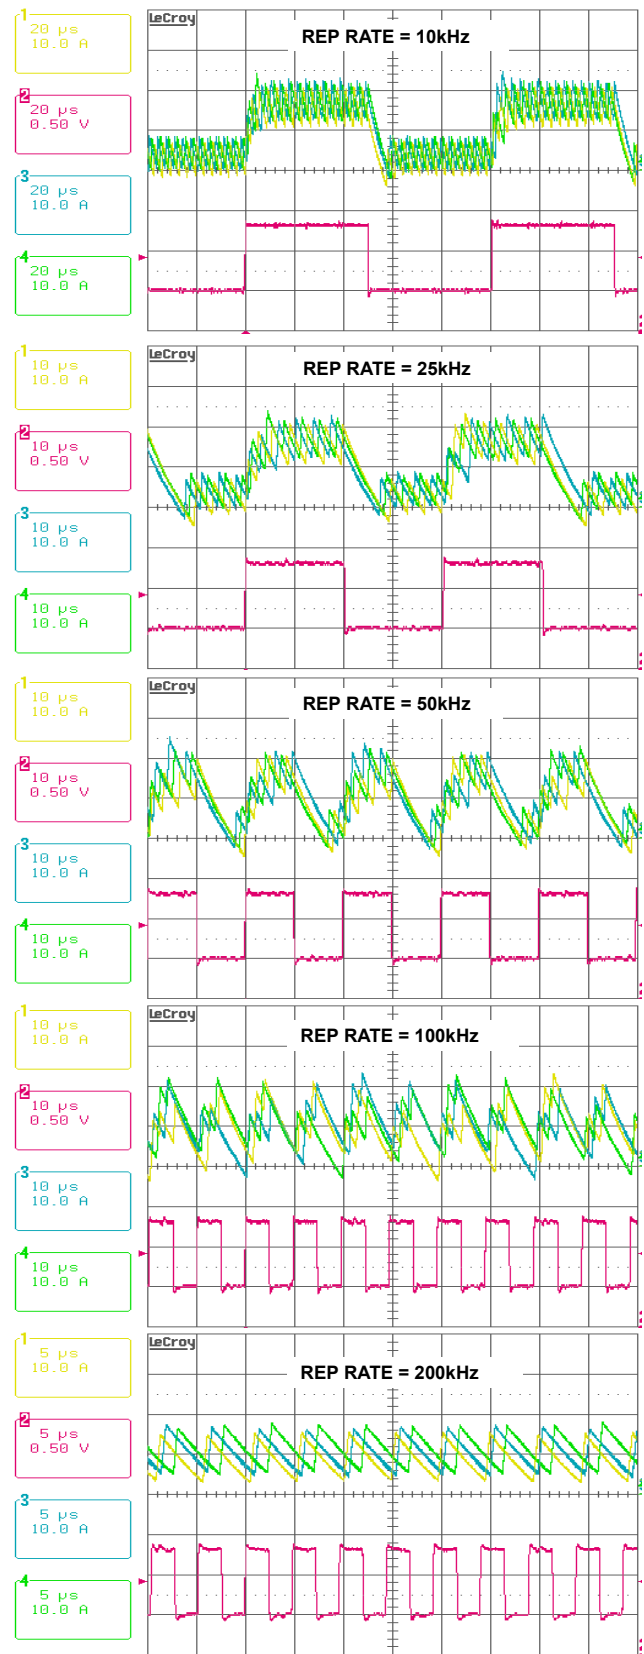 1
20 µs
10.0 A
LeCroy
REP RATE = 10kHz
2
20 µs
0.50 V
3
20 µs
10.0 A
4
20 µs
10.0 A
1
10 µs
10.0 A
LeCroy
REP RATE = 25kHz
2
10 µs
0.50 V
3
10 µs
10.0 A
4
10 µs
10.0 A
1
10 µs
10.0 A
LeCroy
REP RATE = 50kHz
2
10 µs
0.50 V
3
10 µs
10.0 A
4
10 µs
10.0 A
1
10 µs
10.0 A
LeCroy
REP RATE = 100kHz
2
10 µs
0.50 V
3
10 µs
10.0 A
4
10 µs
10.0 A
1
5 µs
10.0 A
LeCroy
REP RATE = 200kHz
2
5 µs
0.50 V
3
5 µs
10.0 A
4
5 µs
10.0 A